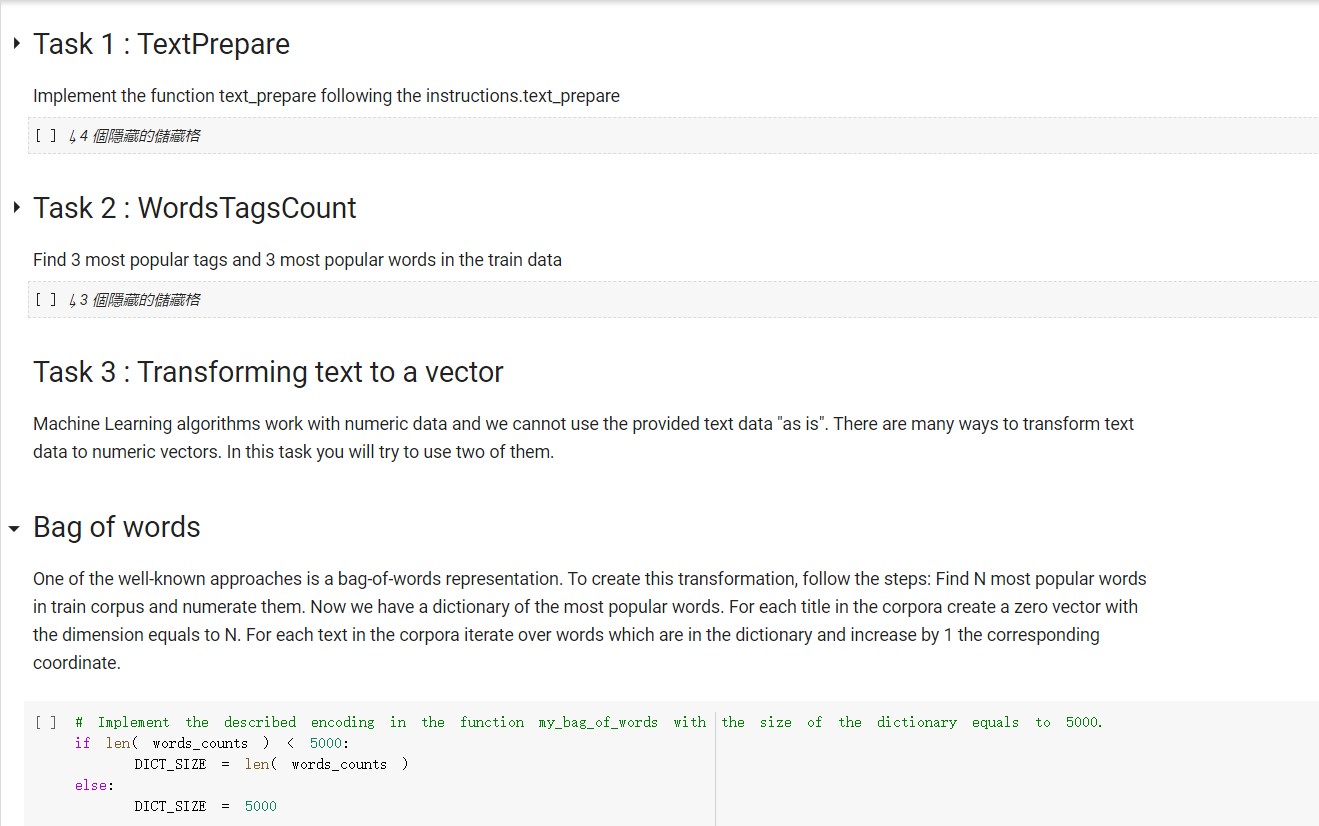 Task 1 : TextPrepare
Implement the function text_prepare following the instructions.text_prepare
[ ] ↳ 4 個隱藏的儲藏格
Task 2 : WordsTagsCount
Find 3 most popular tags and 3 most popular words in the train data
[ ] ↳ 3 個隱藏的儲藏格
Task 3 : Transforming text to a vector
Machine Learning algorithms work with numeric data and we cannot use the provided text data "as is". There are many ways to transform text
data to numeric vectors. In this task you will try to use two of them.
Bag of words
One of the well-known approaches is a bag-of-words representation. To create this transformation, follow the steps: Find N most popular words
in train corpus and numerate them. Now we have a dictionary of the most popular words. For each title in the corpora create a zero vector with
the dimension equals to N. For each text in the corpora iterate over words which are in the dictionary and increase by 1 the corresponding
coordinate.
[ ] # Implement the described encoding in the function my_bag_of_words with the size of the dictionary equals to 5000.
if len( words_counts ) < 5000:
DICT_SIZE = len( words_counts )
else:
DICT_SIZE = 5000